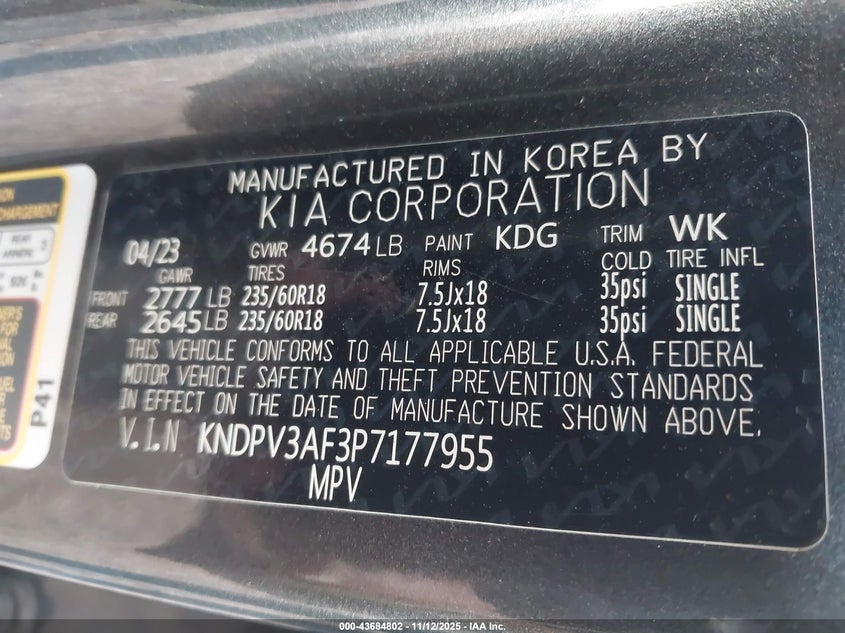 MANUFACTURED IN KOREA BY
KIA CORPORATION
04/23 GVWR 4674 LB PAINT KDG TRIM WK
GAWR TIRES RIMS COLD TIRE INFL
FRONT 2777 LB 235/60R18 7.5Jx18 35psi SINGLE
REAR 2645 LB 235/60R18 7.5Jx18 35psi SINGLE
THIS VEHICLE CONFORMS TO ALL APPLICABLE U.S.A. FEDERAL
MOTOR VEHICLE SAFETY AND THEFT PREVENTION STANDARDS
IN EFFECT ON THE DATE OF MANUFACTURE SHOWN ABOVE.
V.I.N KNDPV3AF3P7177955
MPV
P41
000-43684802 - 11/12/2025 - IAA Inc.